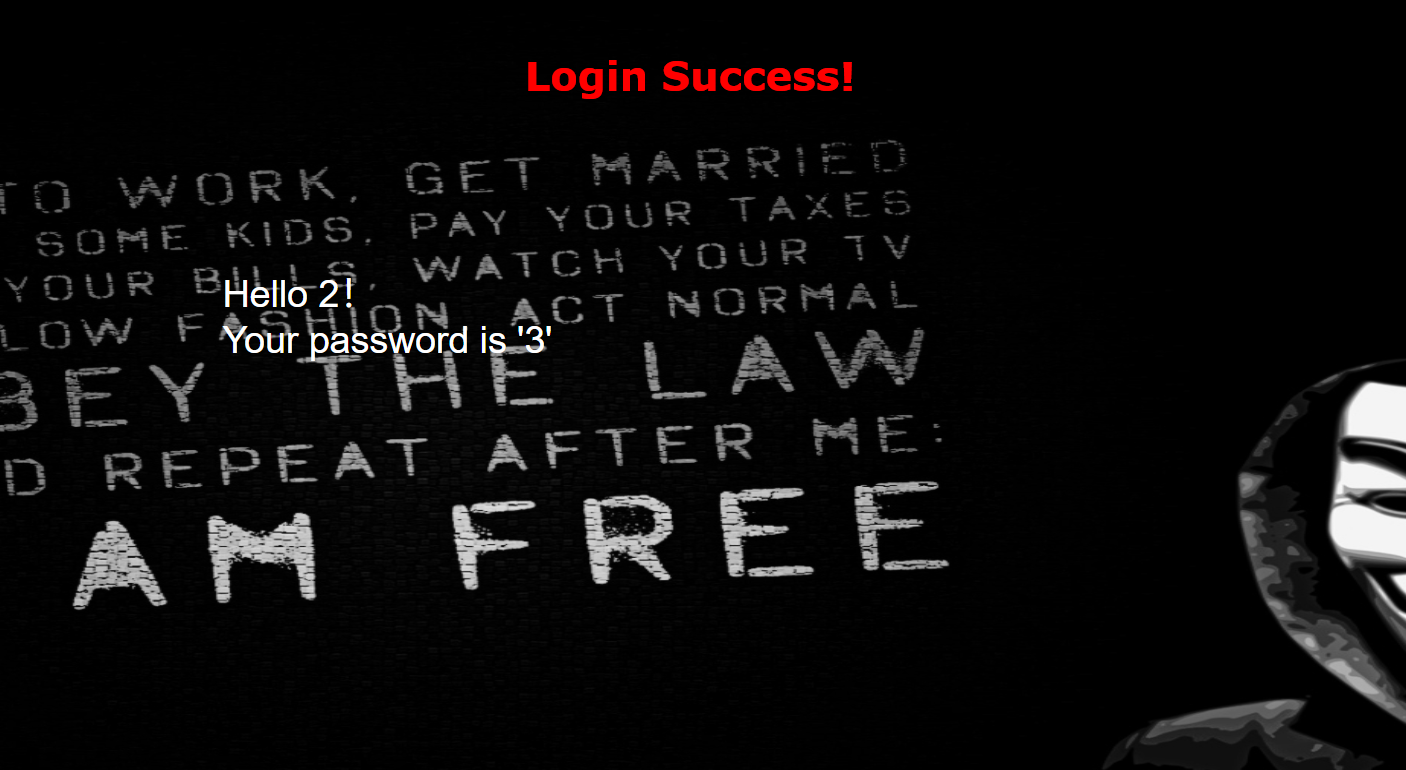 Login Success!
TO WORK, GET MARRIED
SOME KIDS, PAY YOUR TAXES
YOUR BILLS, WATCH YOUR TV
Hello 2!
LOW FASHION ACT NORMAL
Your password is '3'
BEY THE LAW
D REPEAT AFTER ME:
AM FREE